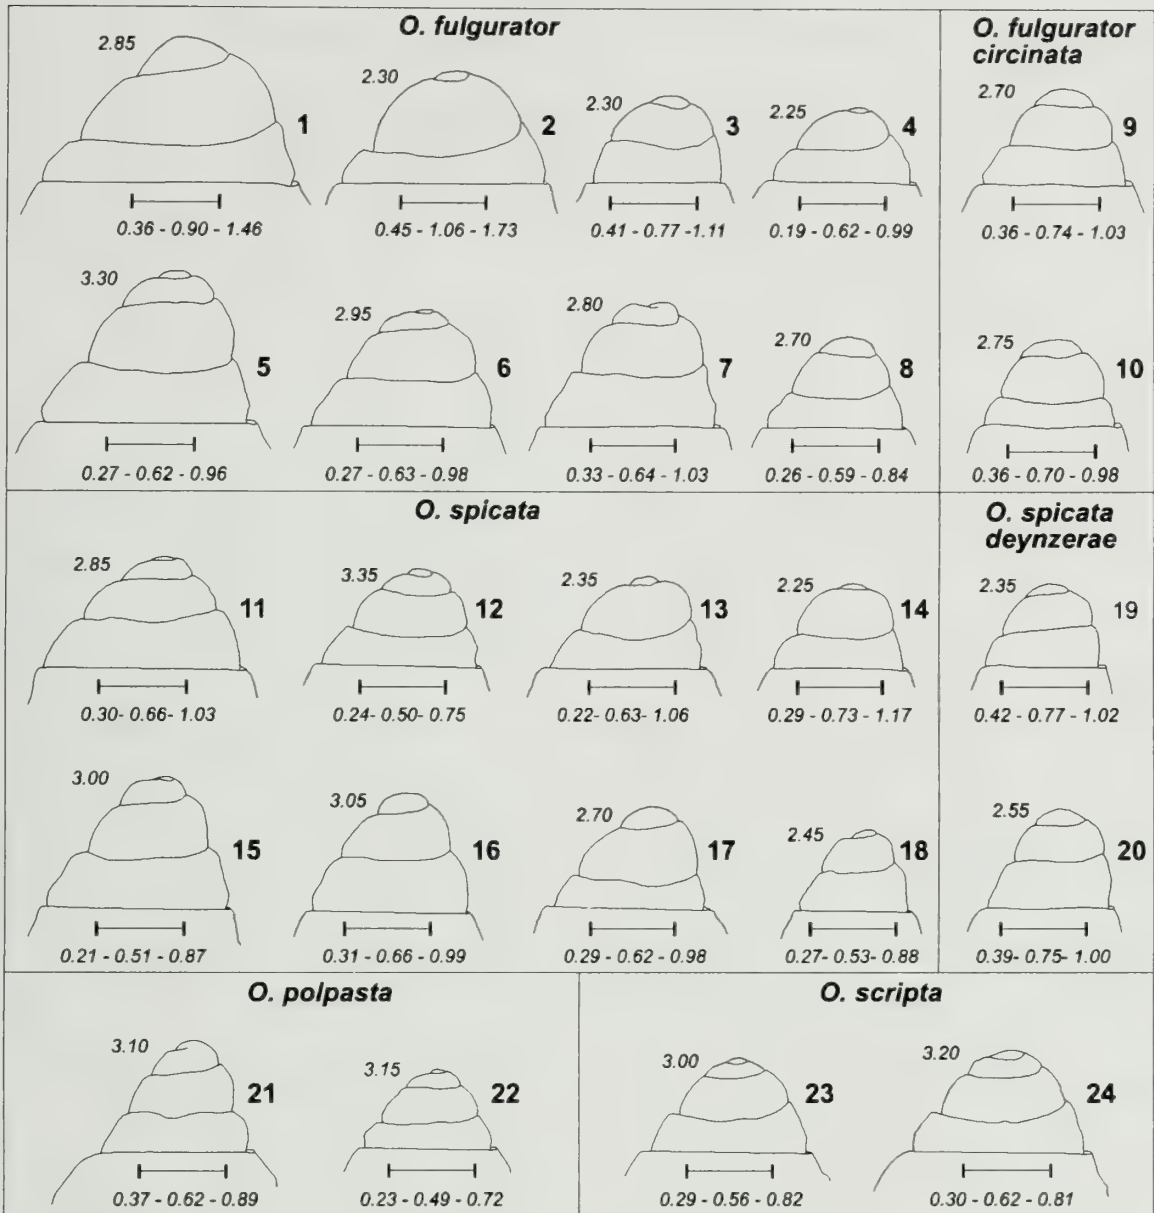 O. fulgurator
2.85
1
0.36 - 0.90 - 1.46
2.30
2
0.45 - 1.06 - 1.73
2.30
3
0.41 - 0.77 -1.11
2.25
4
0.19 - 0.62 - 0.99
3.30
5
0.27 - 0.62 - 0.96
2.95
6
0.27 - 0.63 - 0.98
2.80
7
0.33 - 0.64 - 1.03
2.70
8
0.26 - 0.59 - 0.84
O. fulgurator
circinata
2.70
9
0.36 - 0.74 - 1.03
2.75
10
0.36 - 0.70 - 0.98
O. spicata
2.85
11
0.30- 0.66- 1.03
3.35
12
0.24- 0.50- 0.75
2.35
13
0.22- 0.63- 1.06
2.25
14
0.29 - 0.73 - 1.17
3.00
15
0.21 - 0.51 - 0.87
3.05
16
0.31 - 0.66 - 0.99
2.70
17
0.29 - 0.62 - 0.98
2.45
18
0.27- 0.53- 0.88
O. spicata
deynzerae
2.35
19
0.42 - 0.77 - 1.02
2.55
20
0.39- 0.75- 1.00
O. polpasta
3.10
21
0.37 - 0.62 - 0.89
3.15
22
0.23 - 0.49 - 0.72
O. scripta
3.00
23
0.29 - 0.56 - 0.82
3.20
24
0.30 - 0.62 - 0.81